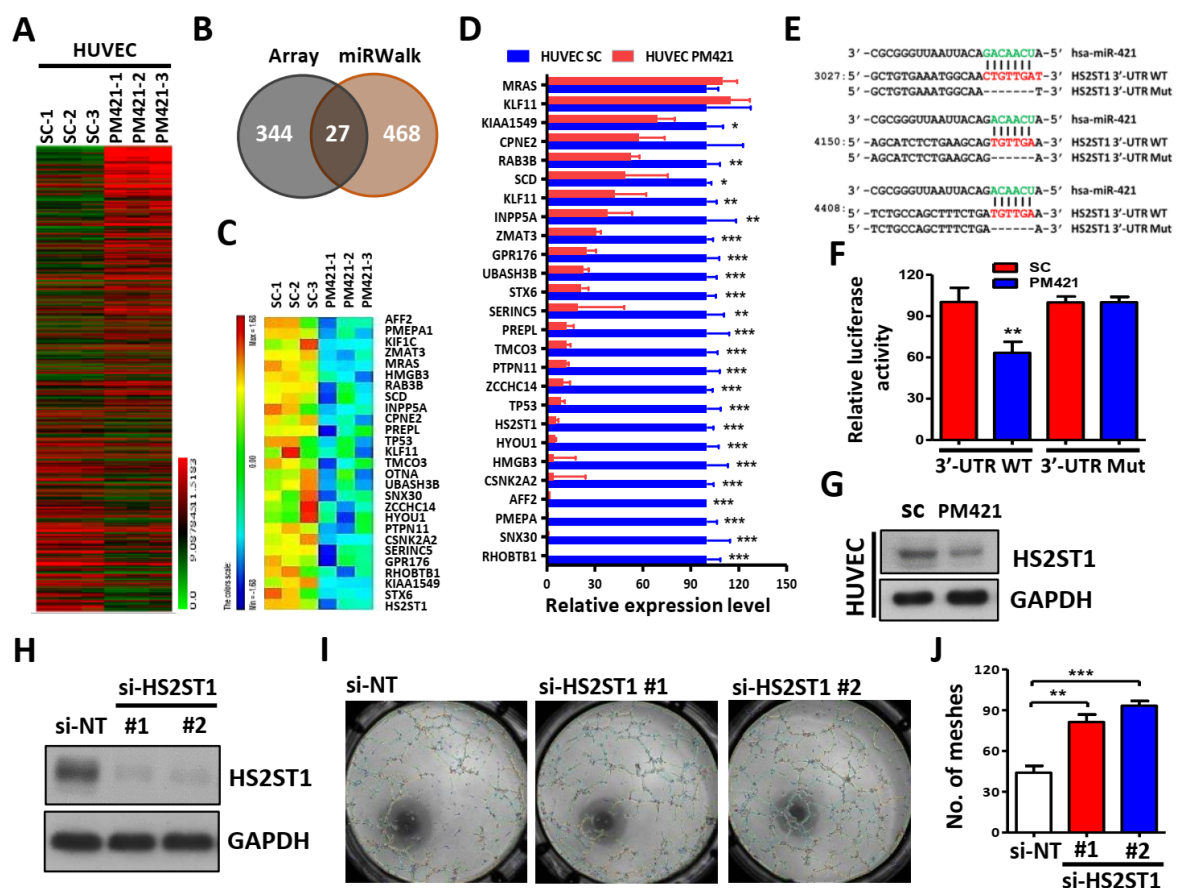 A
HUVEC
SC-1
SC-2
SC-3
PM421-1
PM421-2
PM421-3
B
Array miRWalk
344 27 468
C
SC-1
SC-2
SC-3
PM421-1
PM421-2
PM421-3
Max = 1.68
0.00
Min = -1.68
The colors scale:
AFF2
PMEPA1
KIF1C
ZMAT3
MRAS
HMGB3
RAB3B
SCD
INPP5A
CPNE2
PREPL
TP53
KLF11
TMCO3
OTNA
UBASH3B
SNX30
ZCCHC14
HYOU1
PTPN11
CSNK2A2
SERINC5
GPR176
RHOBTB1
KIAA1549
STX6
HS2ST1
D
HUVEC SC HUVEC PM421
MRAS
KLF11
KIAA1549 *
CPNE2
RAB3B **
SCD *
KLF11 **
INPP5A **
ZMAT3 ***
GPR176 ***
UBASH3B ***
STX6 ***
SERINC5 **
PREPL ***
TMCO3 ***
PTPN11 ***
ZCCHC14 ***
TP53 ***
HS2ST1 ***
HYOU1 ***
HMGB3 ***
CSNK2A2 ***
AFF2 ***
PMEPA ***
SNX30 ***
RHOBTB1 ***
0 30 60 90 120 150
Relative expression level
E
3'-CGCGGGUUAAUUACAGACAACUA-5' hsa-miR-421
3027: 5'-GCTGTGAAATGGCAACTGTTGAT-3' HS2ST1 3'-UTR WT
5'-GCTGTGAAATGGCAA-------T-3' HS2ST1 3'-UTR Mut
3'-CGCGGGUUAAUUACAGACAACUA-5' hsa-miR-421
4150: 5'-AGCATCTCTGAAGCAGTGTTGAA-3' HS2ST1 3'-UTR WT
5'-AGCATCTCTGAAGCAG------A-3' HS2ST1 3'-UTR Mut
3'-CGCGGGUUAAUUACAGACAACUA-5' hsa-miR-421
4408: 5'-TCTGCCAGCTTTCTGATGTTGAA-3' HS2ST1 3'-UTR WT
5'-TCTGCCAGCTTTCTGA------A-3' HS2ST1 3'-UTR Mut
F
SC
PM421
Relative luciferase activity
120
90
60
30
0
**
3'-UTR WT 3'-UTR Mut
G
SC PM421
HUVEC
HS2ST1
GAPDH
H
si-HS2ST1
si-NT #1 #2
HS2ST1
GAPDH
I
si-NT si-HS2ST1 #1 si-HS2ST1 #2
J
No. of meshes
120
90
60
30
0
***
**
si-NT #1 #2
si-HS2ST1